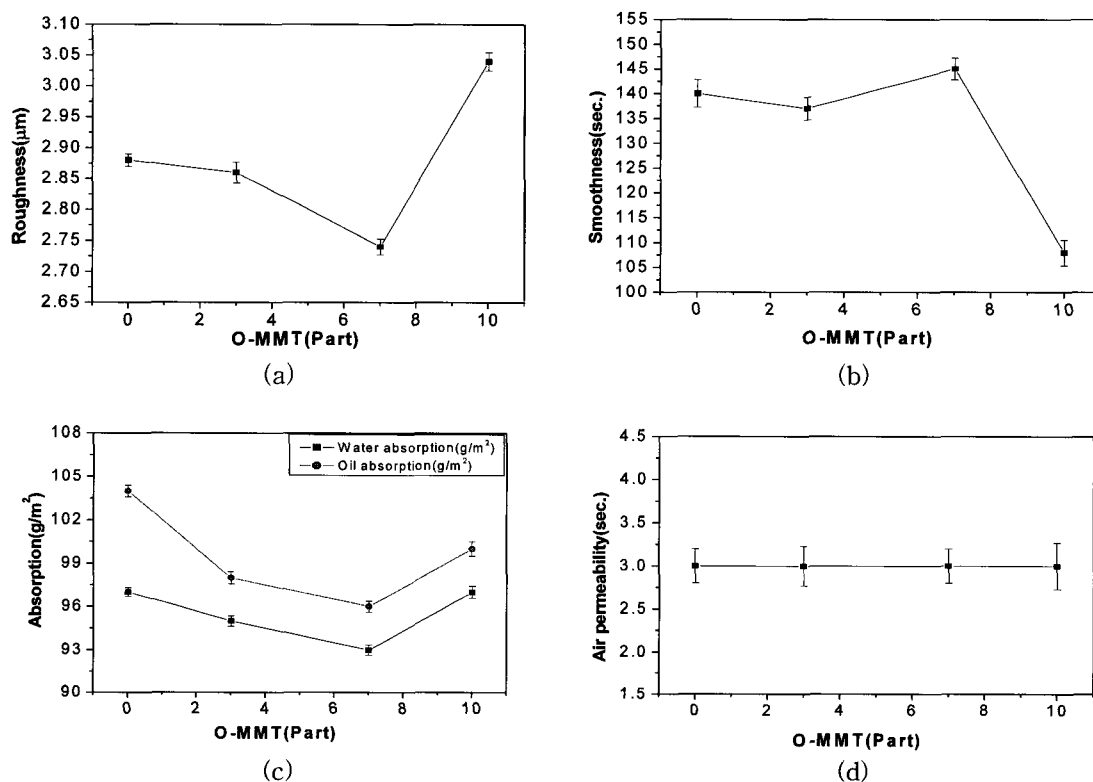 3.10
3.05
3.00
2.95
2.90
2.85
2.80
2.75
2.70
2.65
Roughness(μm)
0 2 4 6 8 10
O-MMT(Part)
(a)
155
150
145
140
135
130
125
120
115
110
105
100
Smoothness(sec.)
0 2 4 6 8 10
O-MMT(Part)
(b)
108
105
102
99
96
93
90
Absorption(g/m²)
Water absorption(g/m²)
Oil absorption(g/m²)
0 2 4 6 8 10
O-MMT(Part)
(c)
4.5
4.0
3.5
3.0
2.5
2.0
1.5
Air permeability(sec.)
0 2 4 6 8 10
O-MMT(Part)
(d)